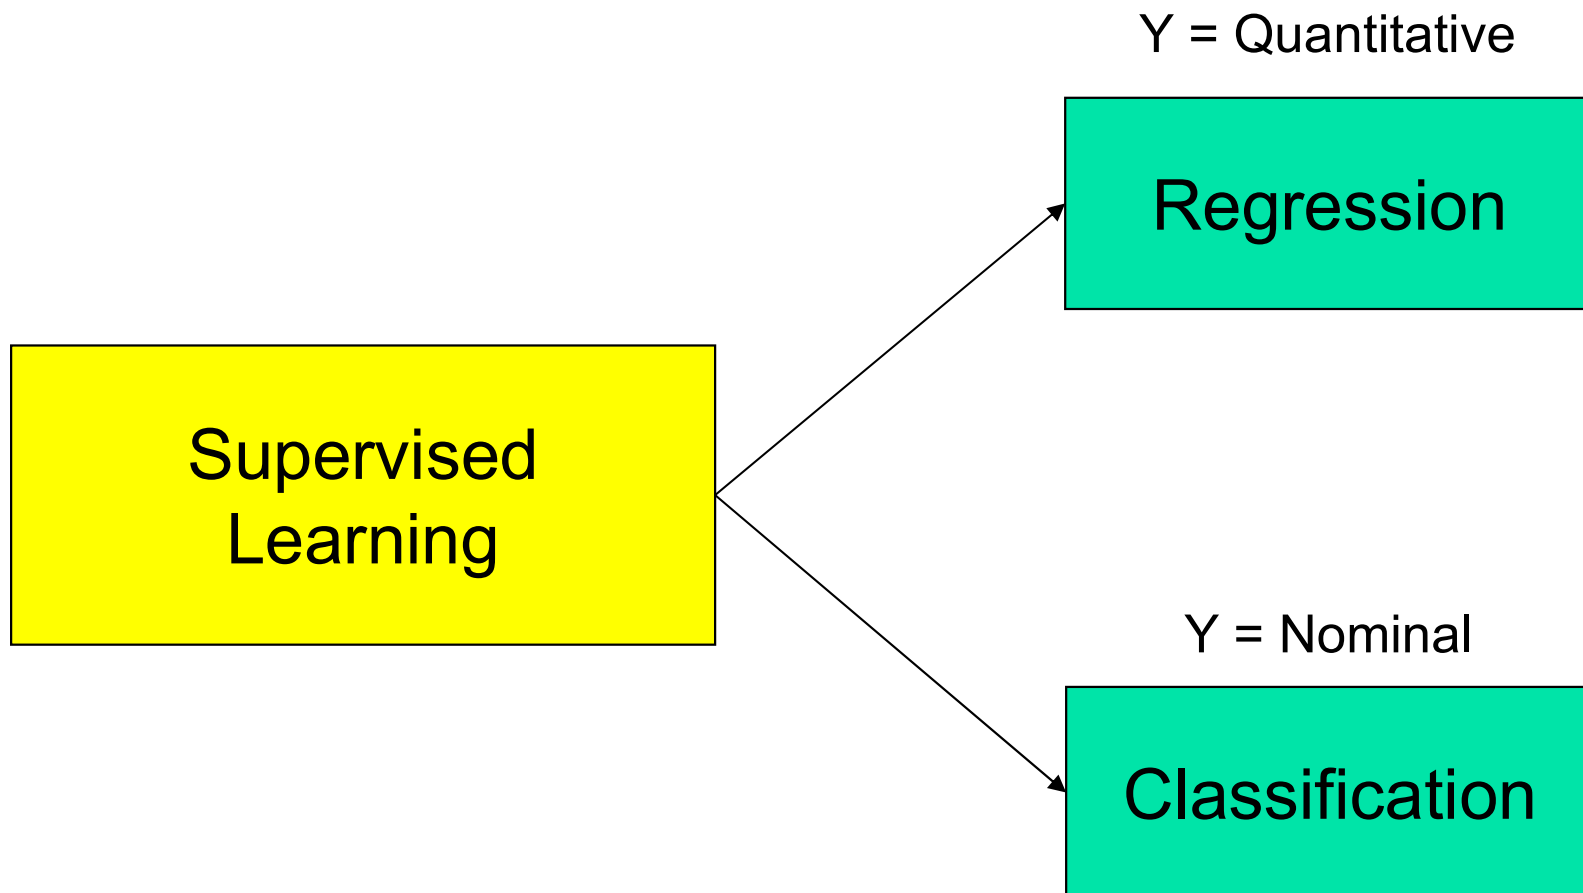 Y = Quantitative
Regression
Supervised
Learning
Y = Nominal
Classification